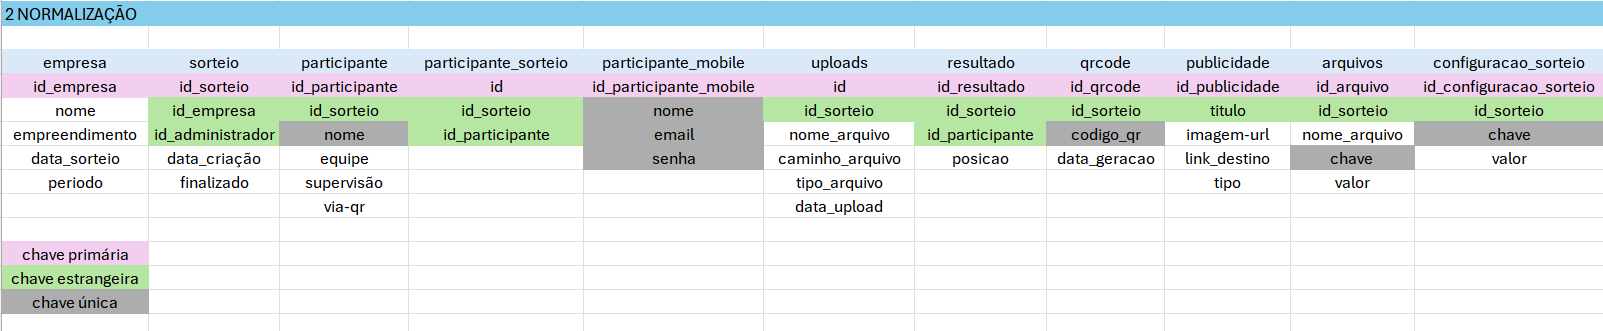 2 NORMALIZAÇÃO
empresa sorteio participante participante_sorteio participante_mobile uploads resultado qrcode publicidade arquivos configuracao_sorteio
id_empresa id_sorteio id_participante id id_participante_mobile id id_resultado id_qrcode id_publicidade id_arquivo id_configuracao_sorteio
nome id_empresa id_sorteio id_sorteio nome id_sorteio id_sorteio id_sorteio titulo id_sorteio id_sorteio
empreendimento id_administrador nome id_participante email nome_arquivo id_participante codigo_qr imagem-url nome_arquivo chave
data_sorteio data_criação equipe senha caminho_arquivo posicao data_geracao link_destino chave valor
periodo finalizado supervisão tipo_arquivo tipo valor
via-qr data_upload
chave primária
chave estrangeira
chave única